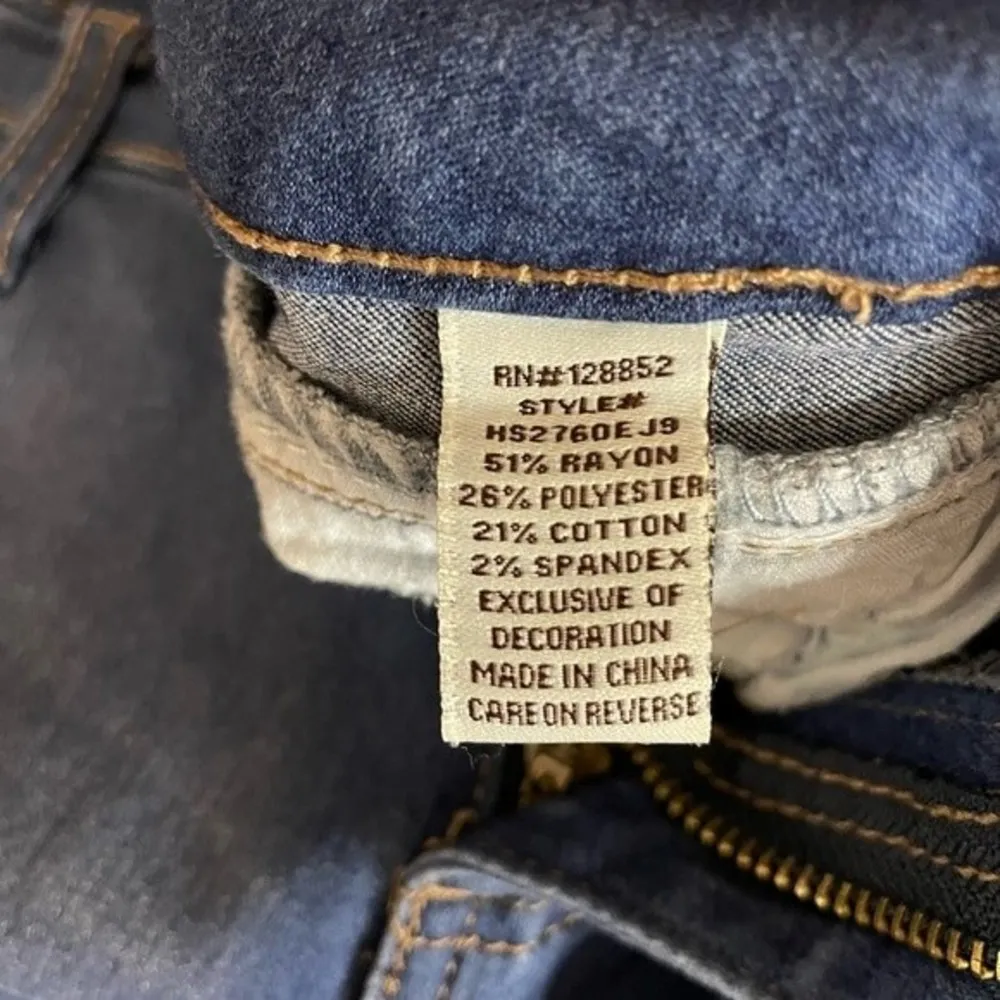 RN#128852
STYLE#
HS2760EJ9
51% RAYON
26% POLYESTER
21% COTTON
2% SPANDEX
EXCLUSIVE OF
DECORATION
MADE IN CHINA
CARE ON REVERSE